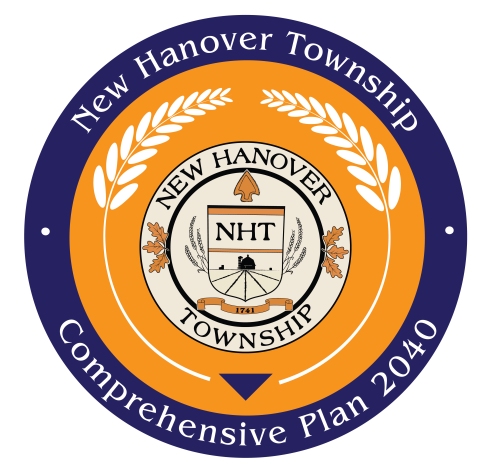 New Hanover Township
NEW HANOVER
NHT
1741
TOWNSHIP
Comprehensive Plan 2040